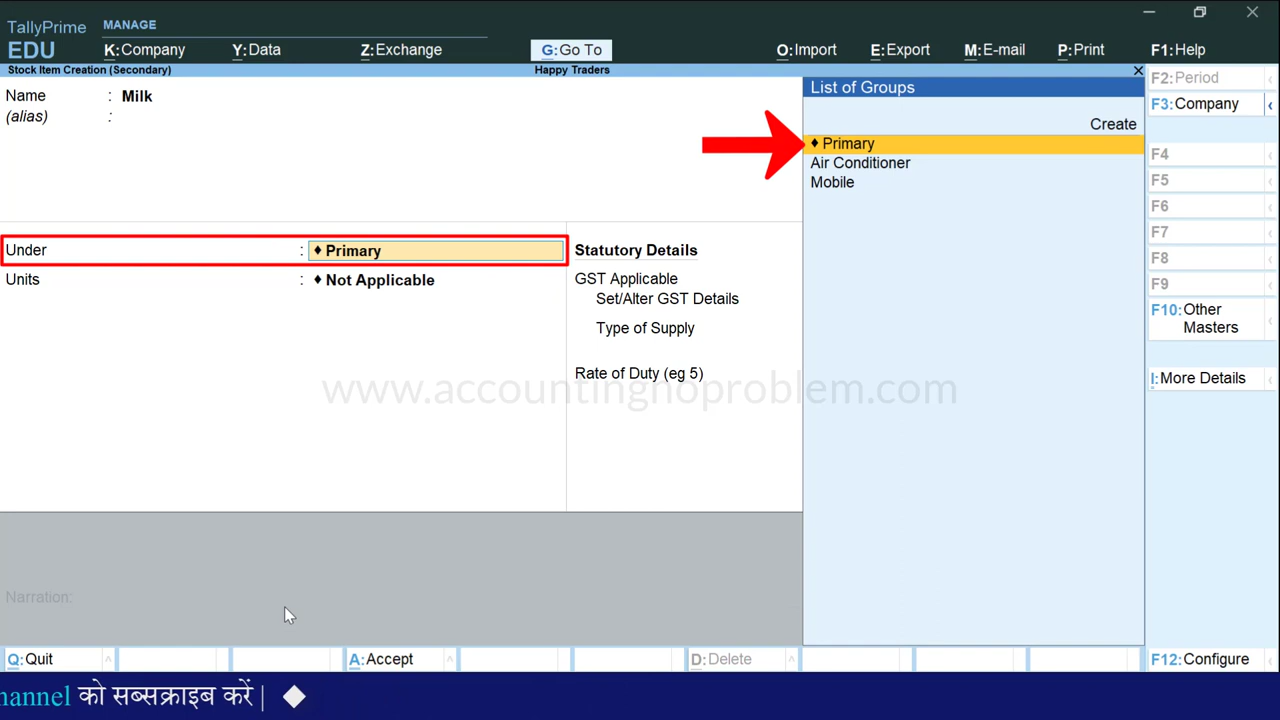 TallyPrime MANAGE
EDU K:Company Y:Data Z:Exchange G:Go To O:Import E:Export M:E-mail P:Print F1:Help
Stock Item Creation (Secondary) Happy Traders
Name : Milk
(alias) :
Under : ♦ Primary
Units : ♦ Not Applicable
Statutory Details
GST Applicable
Set/Alter GST Details
Type of Supply
Rate of Duty (eg 5)
List of Groups
Create
♦ Primary
Air Conditioner
Mobile
F2:Period
F3:Company
F4
F5
F6
F7
F8
F9
F10:Other
Masters
I:More Details
www.accountingnoproblem.com
Narration:
Q:Quit A:Accept D:Delete F12:Configure
hannel को सब्सक्राइब करें |